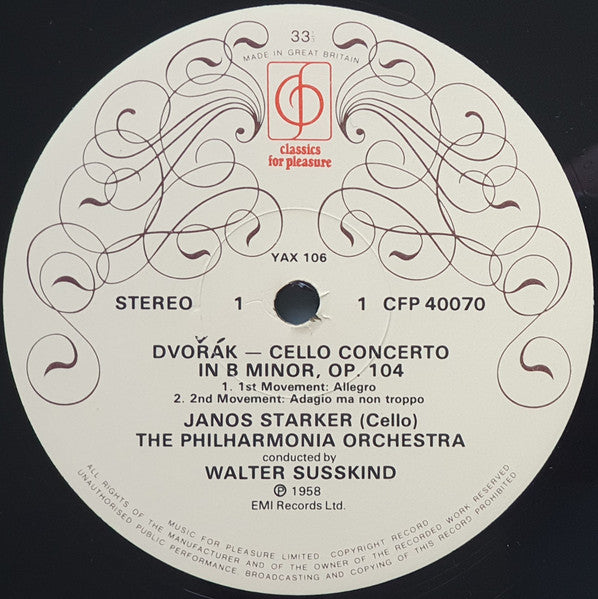 33⅓
MADE IN GREAT BRITAIN
classics
for pleasure
YAX 106
STEREO 1 1 CFP 40070
DVOŘÁK — CELLO CONCERTO
IN B MINOR, OP. 104
1. 1st Movement: Allegro
2. 2nd Movement: Adagio ma non troppo
JANOS STARKER (Cello)
THE PHILHARMONIA ORCHESTRA
conducted by
WALTER SUSSKIND
℗ 1958
EMI Records Ltd.
MUSIC FOR PLEASURE LIMITED. COPYRIGHT RECORD
ALL RIGHTS OF THE MANUFACTURER AND OF THE OWNER OF THE RECORDED WORK RESERVED
UNAUTHORISED PUBLIC PERFORMANCE BROADCASTING AND COPYING OF THIS RECORD PROHIBITED